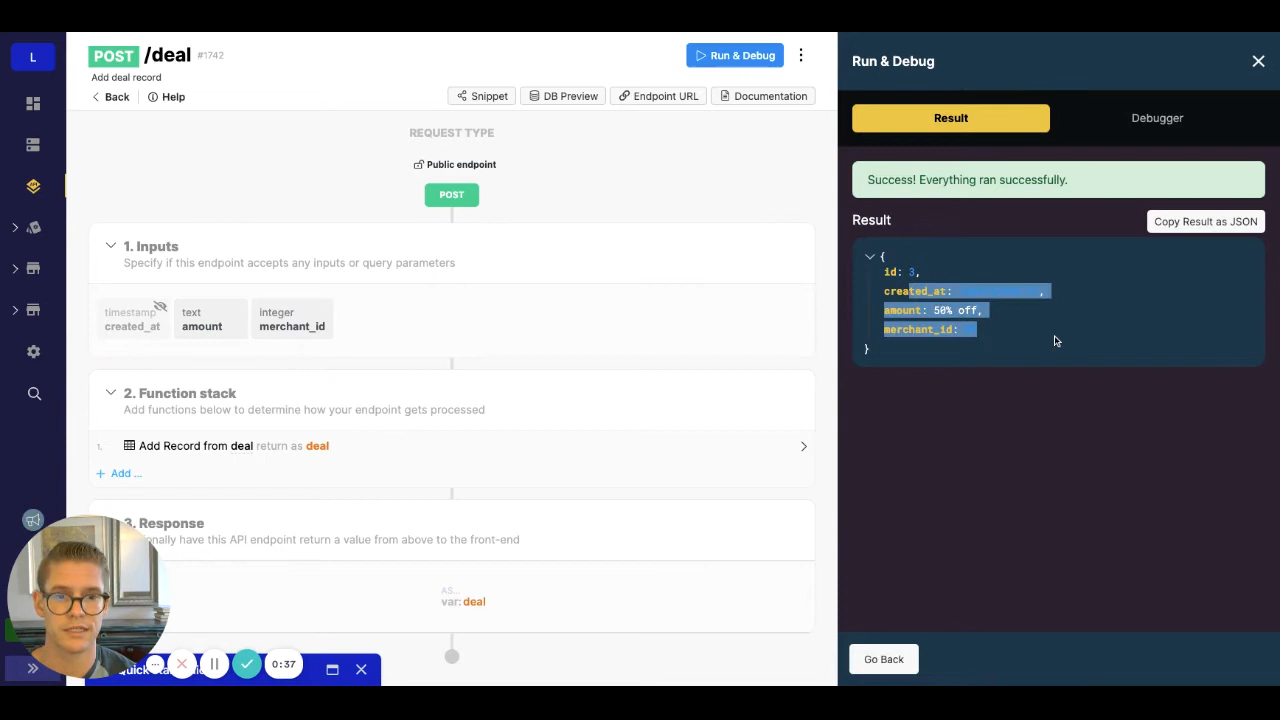 L
POST /deal #1742
Add deal record
Back
Help
Run & Debug
Snippet
DB Preview
Endpoint URL
Documentation
REQUEST TYPE
Public endpoint
POST
1. Inputs
Specify if this endpoint accepts any inputs or query parameters
timestamp
created_at
text
amount
integer
merchant_id
2. Function stack
Add functions below to determine how your endpoint gets processed
1. Add Record from deal return as deal
+ Add ...
3. Response
have this API endpoint return a value from above to the front-end
AS...
var: deal
0:37
Run & Debug
Result
Debugger
Success! Everything ran successfully.
Result
Copy Result as JSON
{
id: 3,
created_at: ,
amount: 50% off,
merchant_id:
}
Go Back